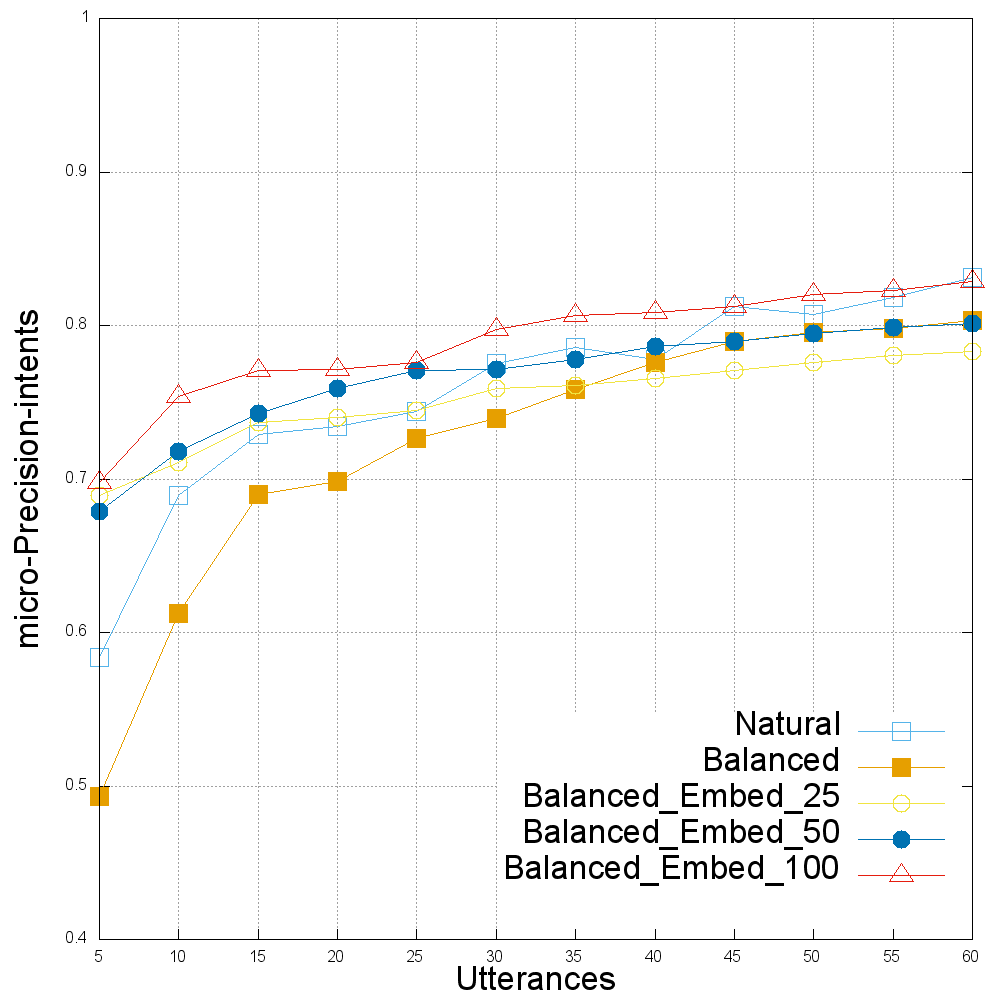 1
0.9
0.8
0.7
0.6
0.5
0.4
micro-Precision-intents
Natural
Balanced
Balanced_Embed_25
Balanced_Embed_50
Balanced_Embed_100
5 10 15 20 25 30 35 40 45 50 55 60
Utterances